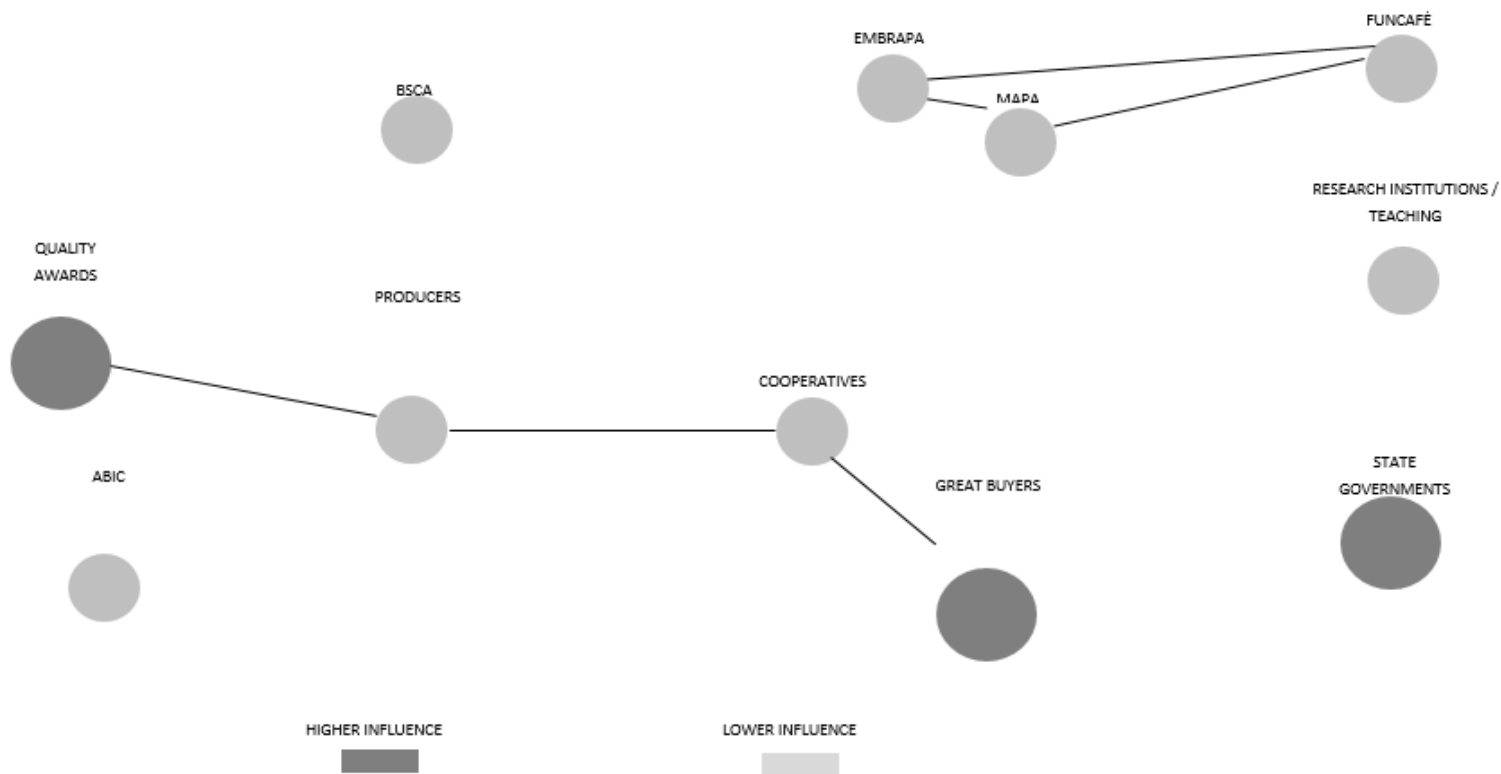 FUNCAFÉ
EMBRAPA
BSCA
MAPA
RESEARCH INSTITUTIONS /
TEACHING
QUALITY
AWARDS
PRODUCERS
COOPERATIVES
ABIC
GREAT BUYERS
STATE
GOVERNMENTS
HIGHER INFLUENCE
LOWER INFLUENCE